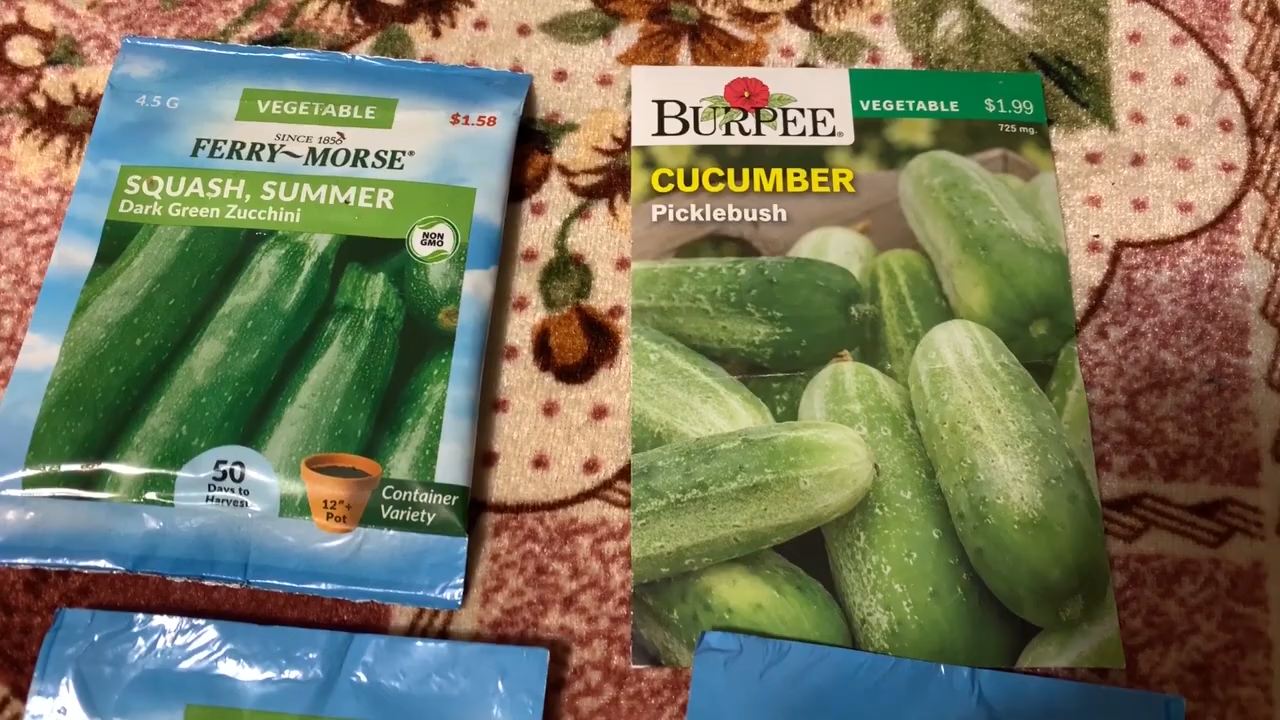 4.5 G
VEGETABLE
$1.58
SINCE 1856
FERRY~MORSE®
SQUASH, SUMMER
Dark Green Zucchini
NON
GMO
50
Days to
Harvest
12"+
Pot
Container
Variety
BURPEE®
VEGETABLE $1.99
725 mg.
CUCUMBER
Picklebush